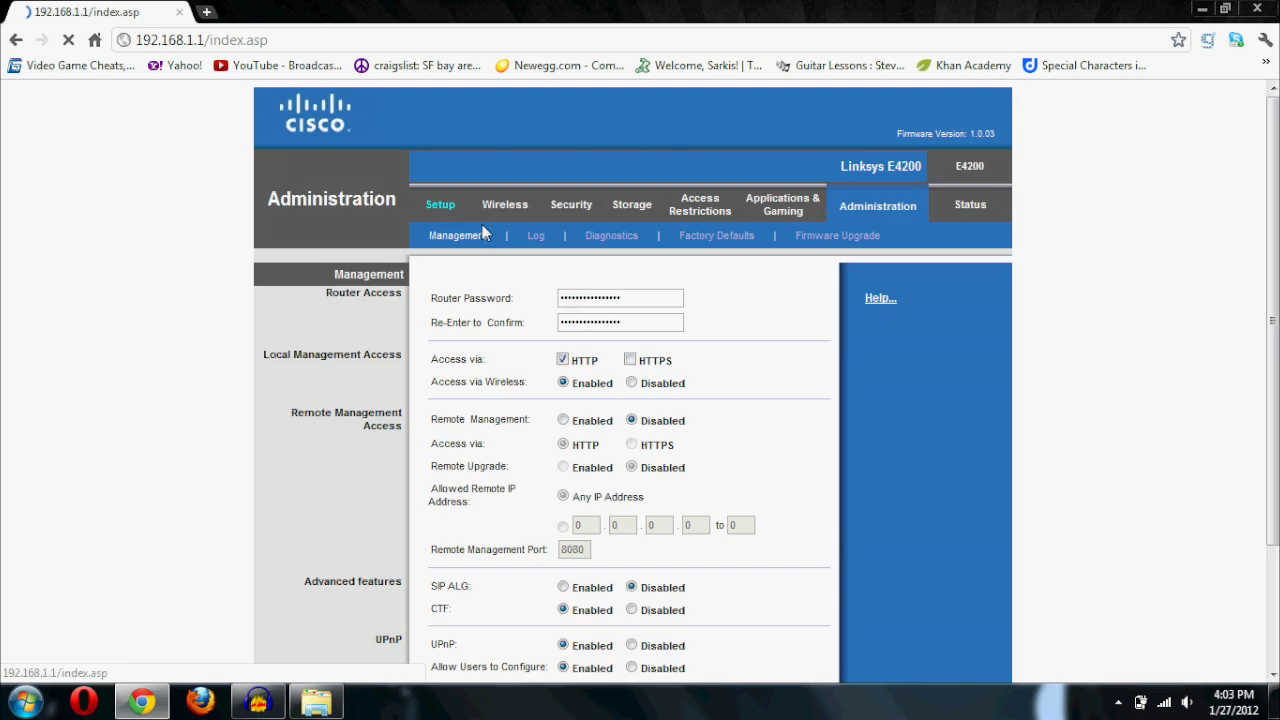 192.168.1.1/index.asp
192.168.1.1/index.asp
Video Game Cheats,...
Yahoo!
YouTube - Broadcas...
craigslist: SF bay are...
Newegg.com - Com...
Welcome, Sarkis! | T...
Guitar Lessons : Stev...
Khan Academy
Special Characters i...
»
CISCO.
Firmware Version: 1.0.03
Linksys E4200
E4200
Administration
Setup
Wireless
Security
Storage
Access Restrictions
Applications & Gaming
Administration
Status
Management | Log | Diagnostics | Factory Defaults | Firmware Upgrade
Management
Router Access
Router Password: ••••••••••••••••
Re-Enter to Confirm: ••••••••••••••••
Help...
Local Management Access
Access via: HTTP HTTPS
Access via Wireless: Enabled Disabled
Remote Management Access
Remote Management: Enabled Disabled
Access via: HTTP HTTPS
Remote Upgrade: Enabled Disabled
Allowed Remote IP Address:
Any IP Address
0 . 0 . 0 . 0 to 0
Remote Management Port: 8080
Advanced features
SIP ALG: Enabled Disabled
CTF: Enabled Disabled
UPnP
UPnP: Enabled Disabled
Allow Users to Configure: Enabled Disabled
192.168.1.1/index.asp
4:03 PM
1/27/2012